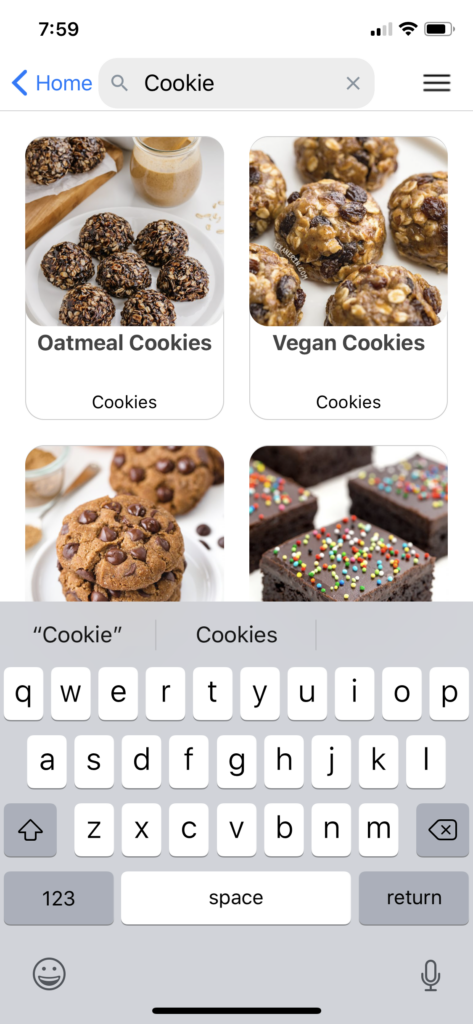 7:59
Home
Cookie
Oatmeal Cookies
Vegan Cookies
Cookies
Cookies
“Cookie”
Cookies
q w e r t y u i o p
a s d f g h j k l
z x c v b n m
123
space
return